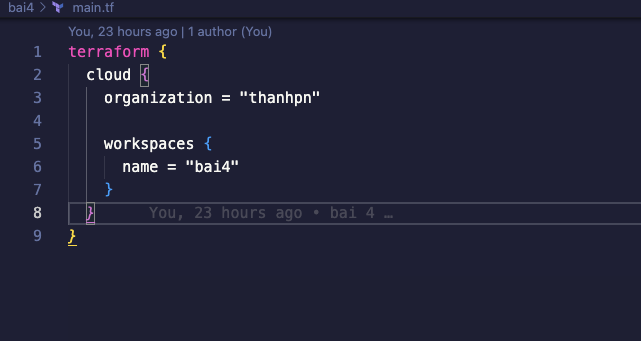 bai4 > main.tf
You, 23 hours ago | 1 author (You)
1 terraform {
2 cloud {
3 organization = "thanhpn"
4
5 workspaces {
6 name = "bai4"
7 }
8 } You, 23 hours ago • bai 4 …
9 }